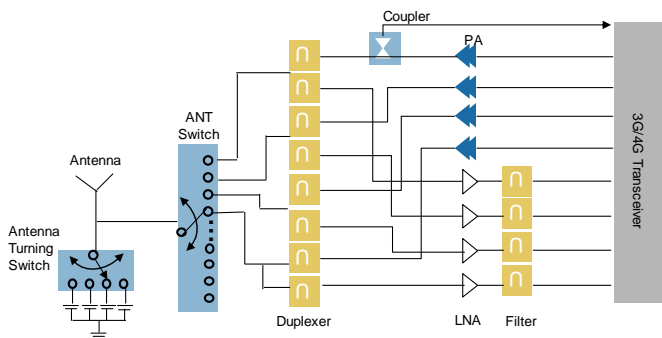 Coupler
PA
ANT
Switch
Antenna
Antenna
Turning
Switch
Duplexer
LNA
Filter
3G/4G Transceiver